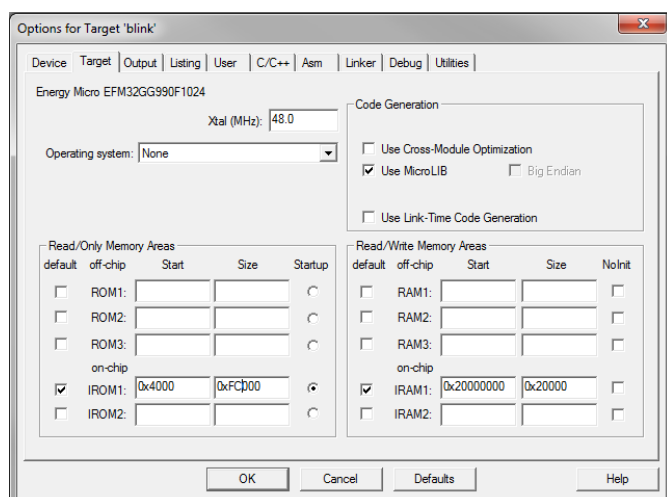 Options for Target 'blink'
Device Target Output Listing User C/C++ Asm Linker Debug Utilities
Energy Micro EFM32GG990F1024
Xtal (MHz): 48.0
Operating system: None
Code Generation
Use Cross-Module Optimization
Use MicroLIB Big Endian
Use Link-Time Code Generation
Read/Only Memory Areas
default off-chip Start Size Startup
ROM1:
ROM2:
ROM3:
on-chip
IROM1: 0x4000 0xFC000
IROM2:
Read/Write Memory Areas
default off-chip Start Size NoInit
RAM1:
RAM2:
RAM3:
on-chip
IRAM1: 0x20000000 0x20000
IRAM2:
OK Cancel Defaults Help